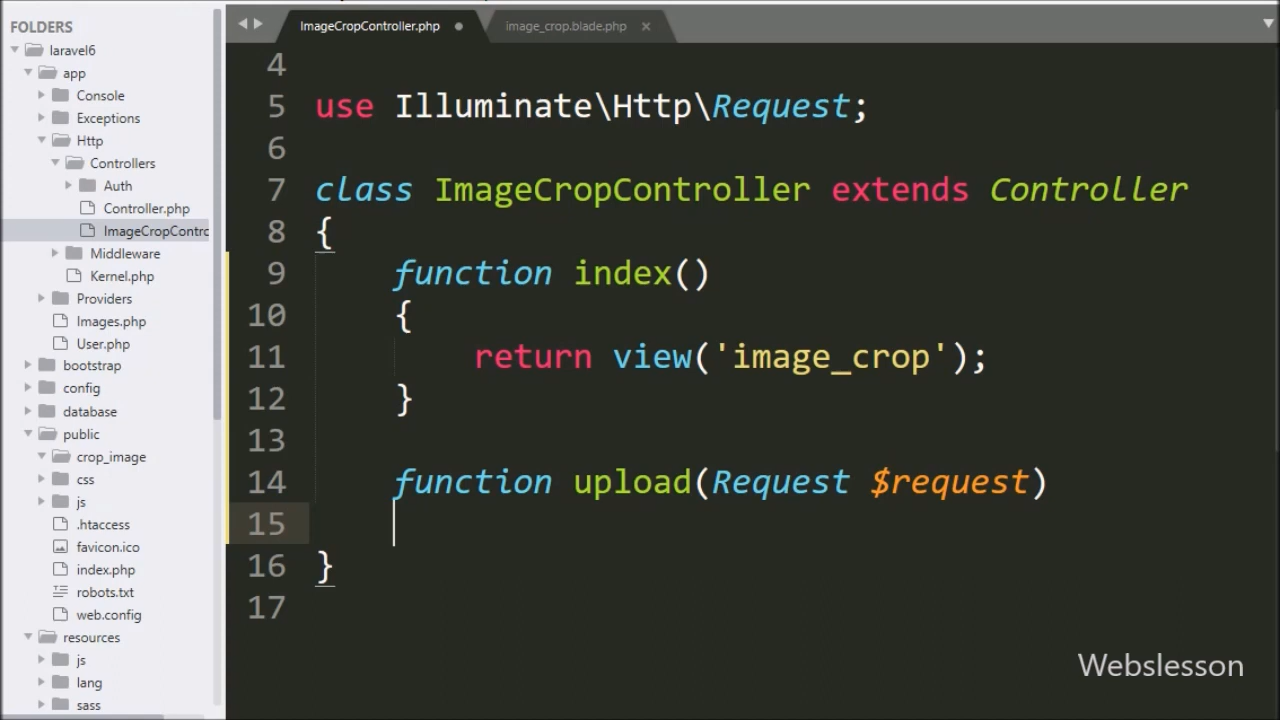 FOLDERS
laravel6
app
Console
Exceptions
Http
Controllers
Auth
Controller.php
ImageCropContro
Middleware
Kernel.php
Providers
Images.php
User.php
bootstrap
config
database
public
crop_image
css
js
.htaccess
favicon.ico
index.php
robots.txt
web.config
resources
js
lang
sass
ImageCropController.php
image_crop.blade.php
4
5 use Illuminate\Http\Request;
6
7 class ImageCropController extends Controller
8 {
9 function index()
10 {
11 return view('image_crop');
12 }
13
14 function upload(Request $request)
15
16 }
17
Webslesson